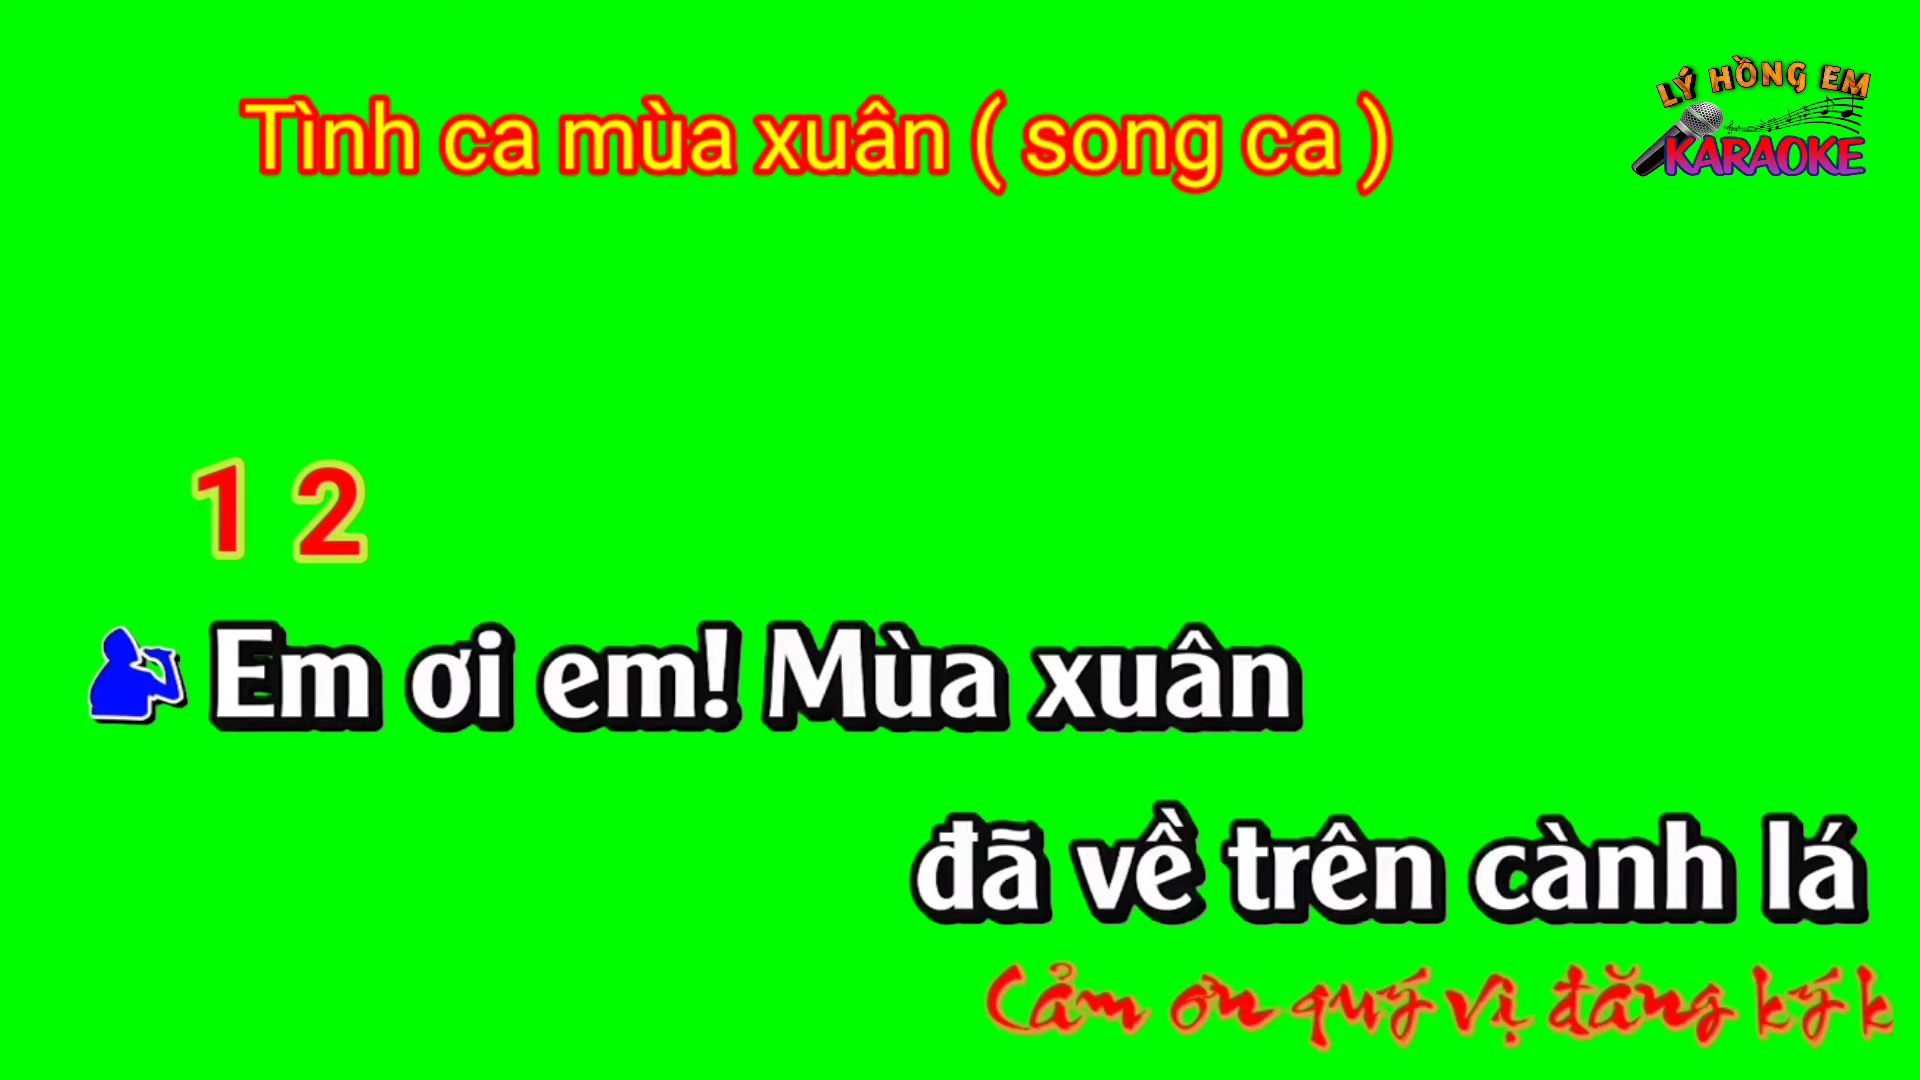 LÝ HỒNG EM
KARAOKE
Tình ca mùa xuân ( song ca )
1 2
Em ơi em! Mùa xuân
đã về trên cành lá
Cảm ơn quý vị đăng ký k